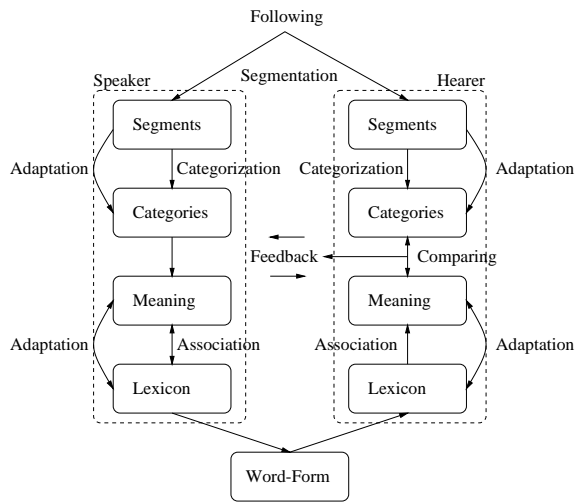 Following
Segmentation
Speaker
Hearer
Segments
Segments
Adaptation
Categorization
Categorization
Adaptation
Categories
Categories
Feedback
Comparing
Meaning
Meaning
Adaptation
Association
Association
Adaptation
Lexicon
Lexicon
Word-Form